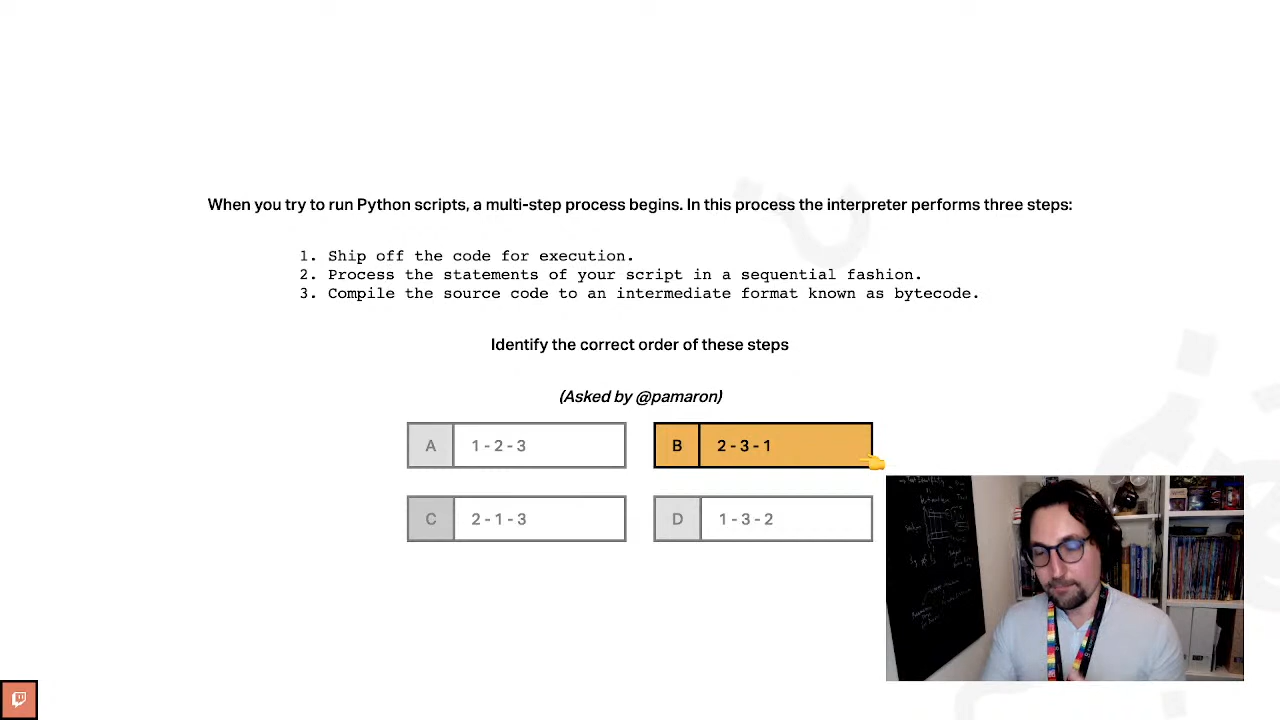 When you try to run Python scripts, a multi-step process begins. In this process the interpreter performs three steps:
1. Ship off the code for execution.
2. Process the statements of your script in a sequential fashion.
3. Compile the source code to an intermediate format known as bytecode.
Identify the correct order of these steps
(Asked by @pamaron)
A 1 - 2 - 3
B 2 - 3 - 1
C 2 - 1 - 3
D 1 - 3 - 2